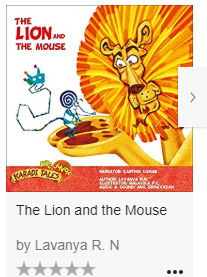 THE
LION AND
THE MOUSE
KARADI TALES
NARRATOR: KARTHIK KUMAR
AUTHOR: LAVANYA R.N.
ILLUSTRATOR: MALAVIKA P.C.
MUSIC & SOUND: ANIL SRINIVASAN
The Lion and the Mouse
by Lavanya R. N